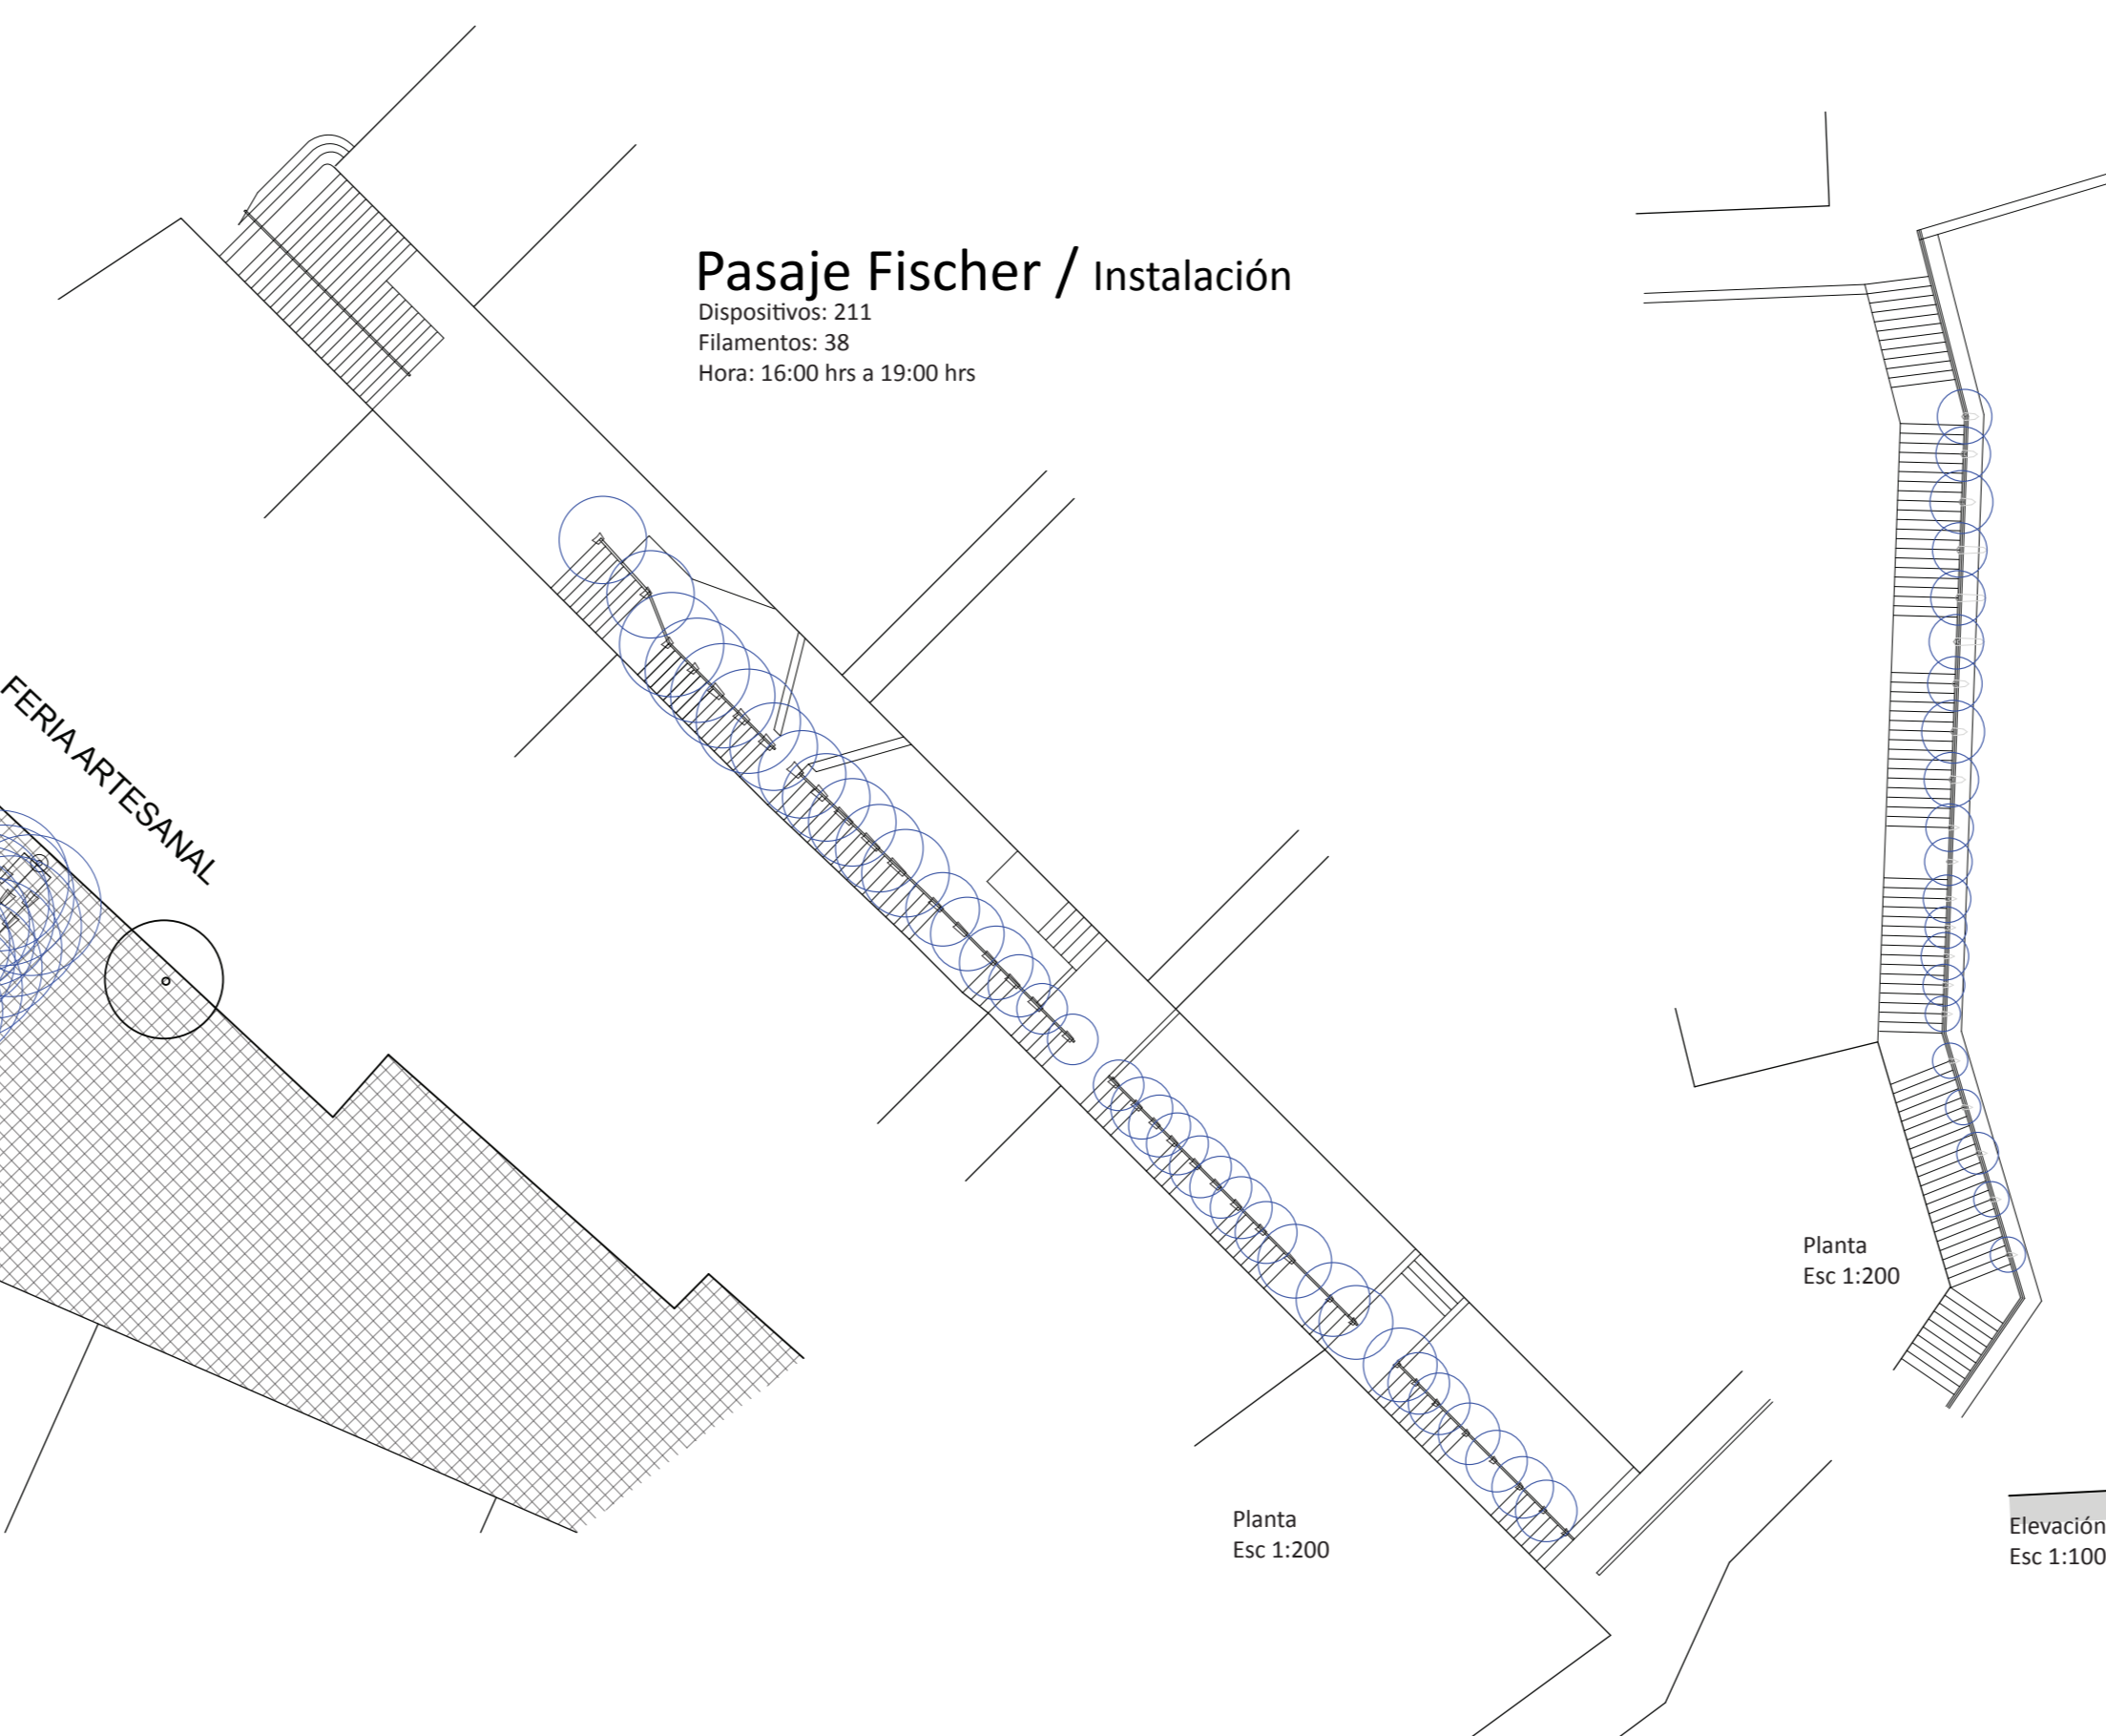 Pasaje Fischer / Instalación
Dispositivos: 211
Filamentos: 38
Hora: 16:00 hrs a 19:00 hrs
FERIA ARTESANAL
Planta
Esc 1:200
Planta
Esc 1:200
Elevación
Esc 1:100